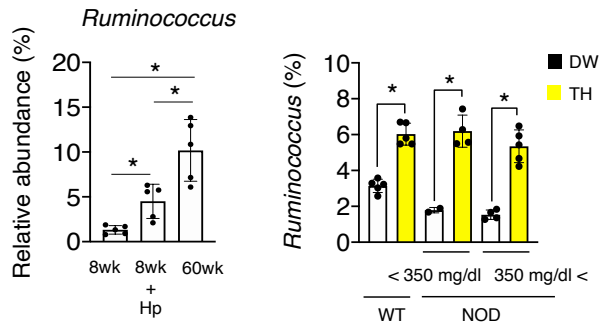 Ruminococcus
Relative abundance (%)
20
15
10
5
0
*
*
*
8wk
8wk
+
Hp
60wk
Ruminococcus (%)
10
8
6
4
2
0
*
*
*
DW
TH
< 350 mg/dl
350 mg/dl <
WT
NOD